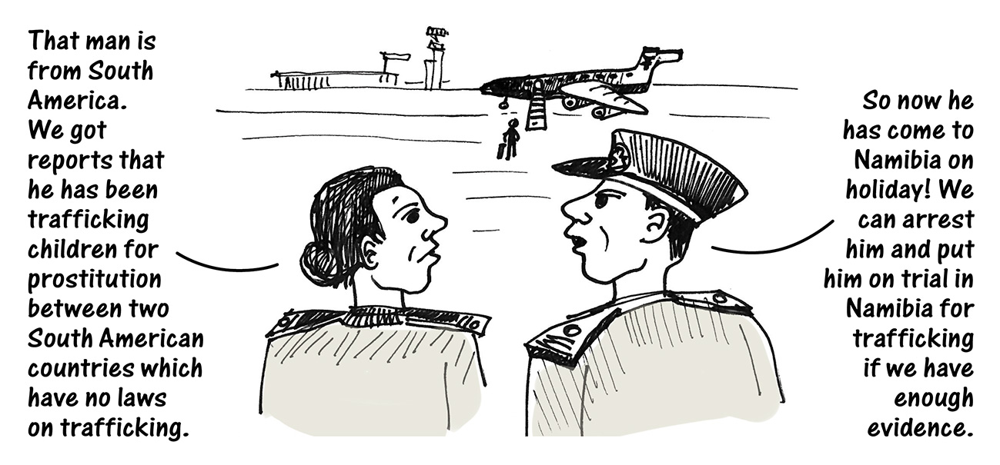 That man is
from South
America.
We got
reports that
he has been
trafficking
children for
prostitution
between two
South American
countries which
have no laws
on trafficking.
So now he
has come to
Namibia on
holiday! We
can arrest
him and put
him on trial in
Namibia for
trafficking
if we have
enough
evidence.